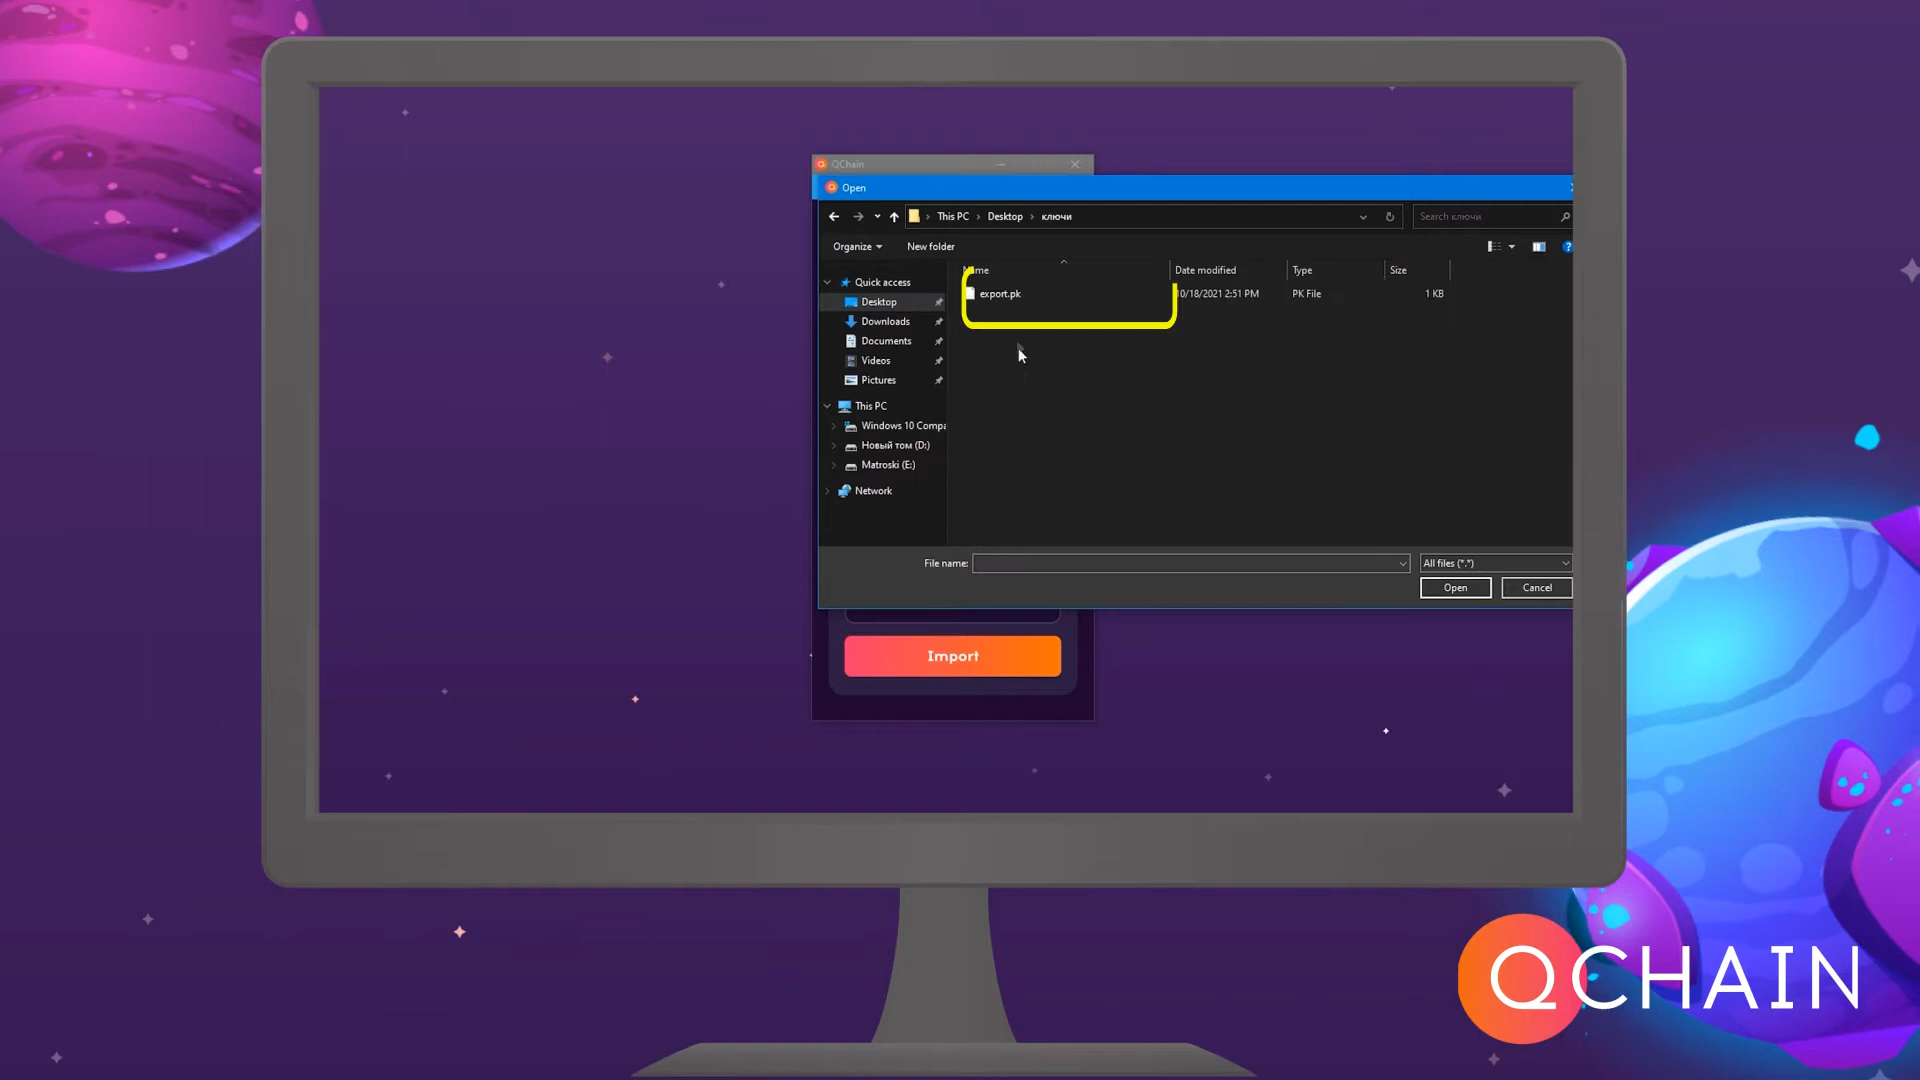 QChain
Open
This PC › Desktop › ключи
Search ключи
Organize
New folder
Date modified
Type
Size
export.pk
10/18/2021 2:51 PM
PK File
1 KB
Quick access
Desktop
Downloads
Documents
Videos
Pictures
This PC
Windows 10 Compa
Новый том (D:)
Matroski (E:)
Network
File name:
All files (*.*)
Open
Cancel
Import
QCHAIN